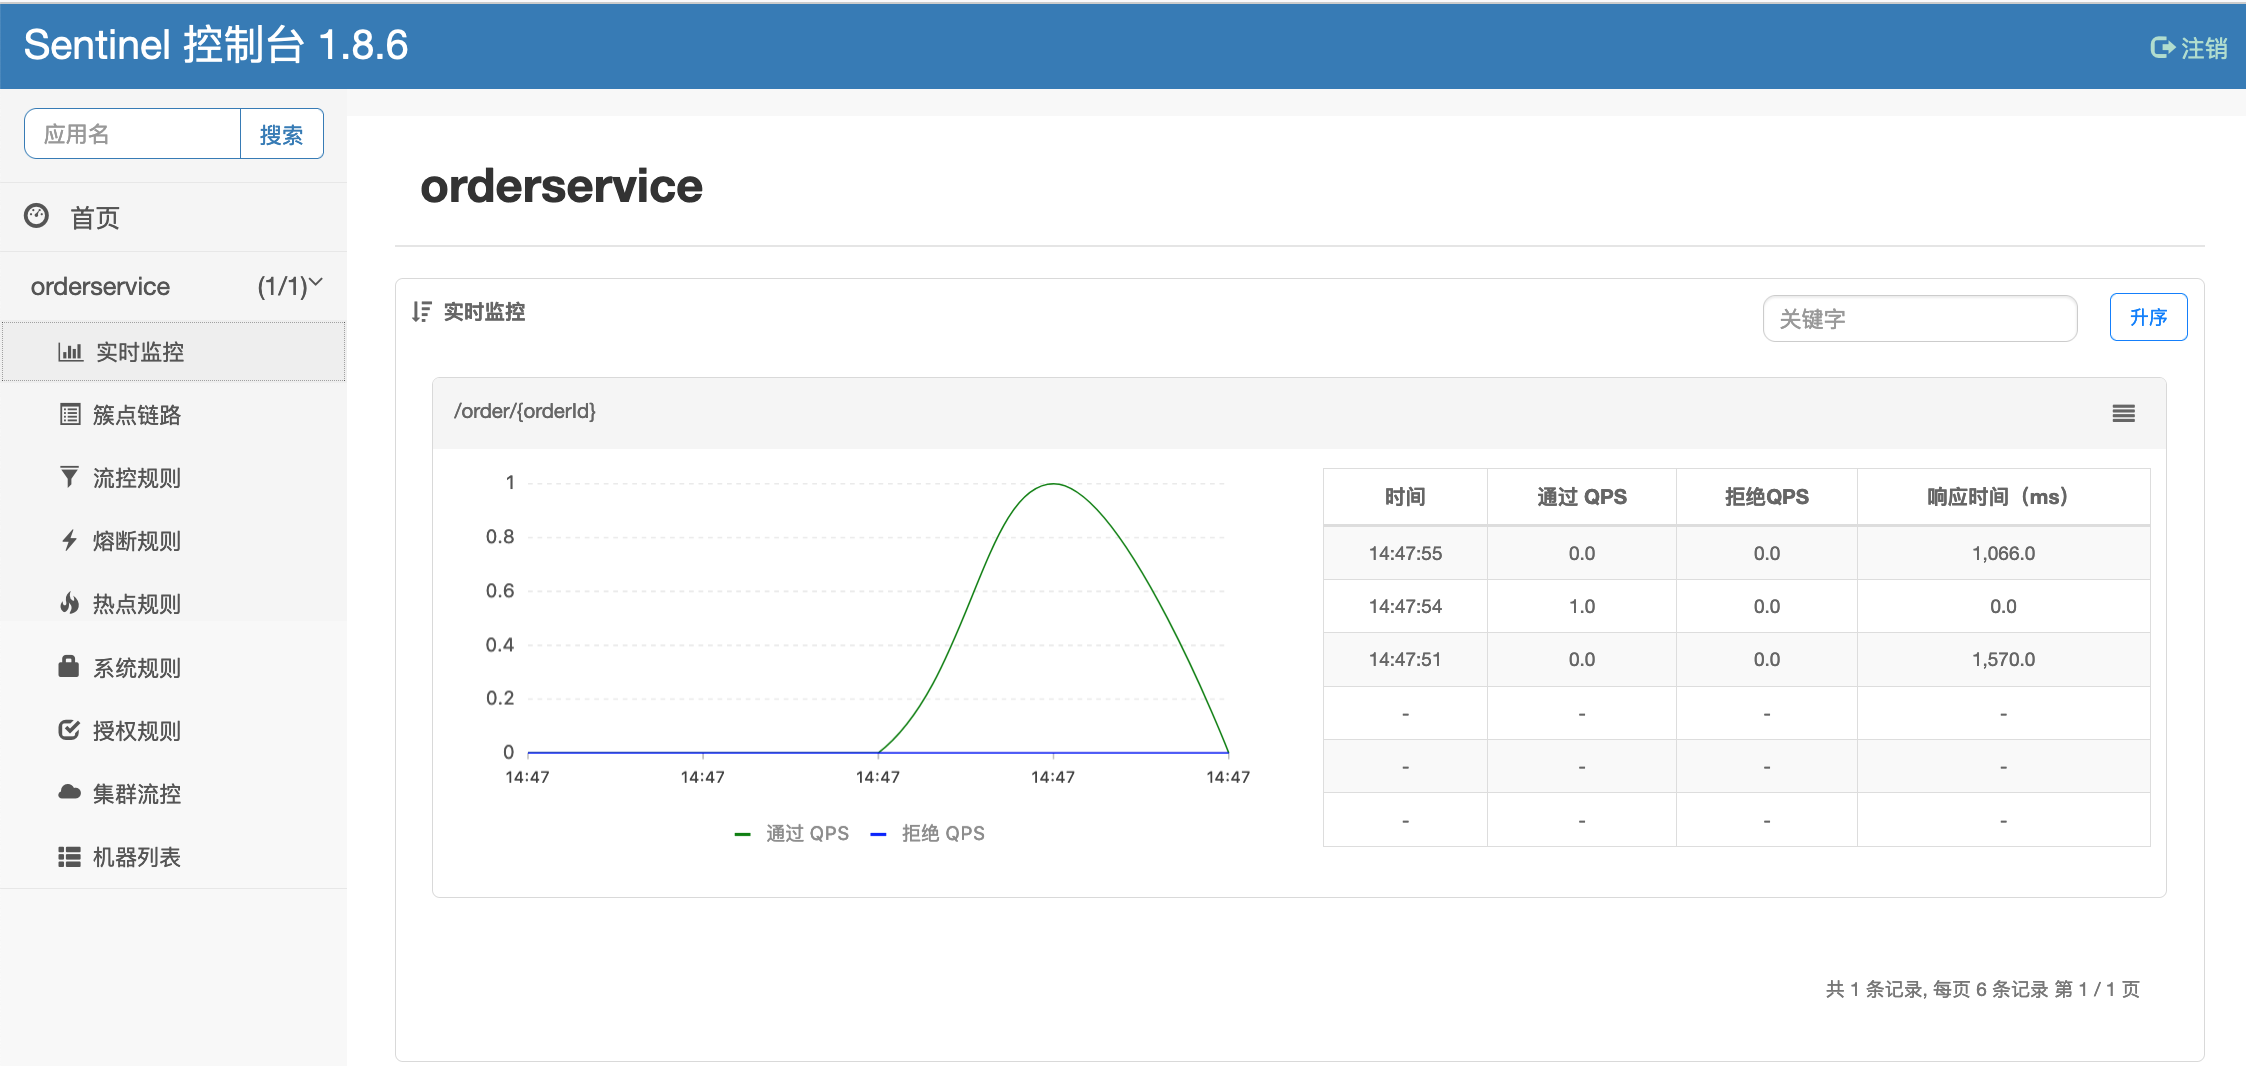 Sentinel 控制台 1.8.6
注销
应用名
搜索
首页
orderservice (1/1)
实时监控
簇点链路
流控规则
熔断规则
热点规则
系统规则
授权规则
集群流控
机器列表
orderservice
实时监控
关键字
升序
/order/{orderId}
1
0.8
0.6
0.4
0.2
0
14:47 14:47 14:47 14:47 14:47
通过 QPS 拒绝 QPS
时间 通过 QPS 拒绝QPS 响应时间（ms）
14:47:55 0.0 0.0 1,066.0
14:47:54 1.0 0.0 0.0
14:47:51 0.0 0.0 1,570.0
- - - -
- - - -
- - - -
共 1 条记录, 每页 6 条记录 第 1 / 1 页